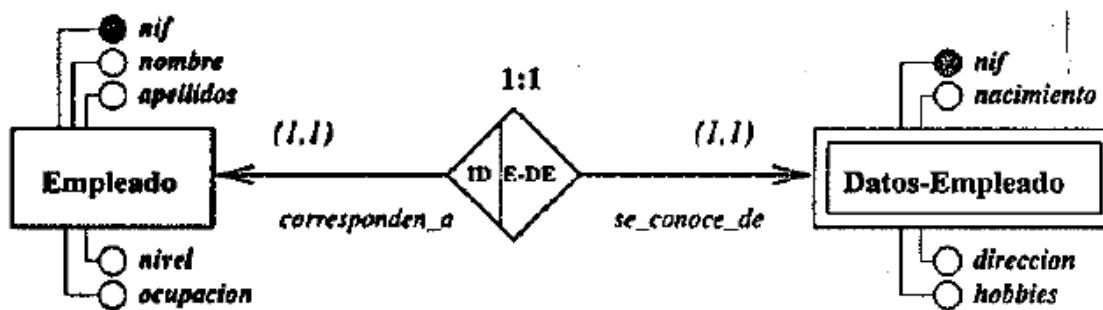 nif
nombre
apellidos
Empleado
nivel
ocupacion
(1,1)
corresponden_a
1:1
ID E-DE
(1,1)
se_conoce_de
nif
nacimiento
Datos-Empleado
direccion
hobbies